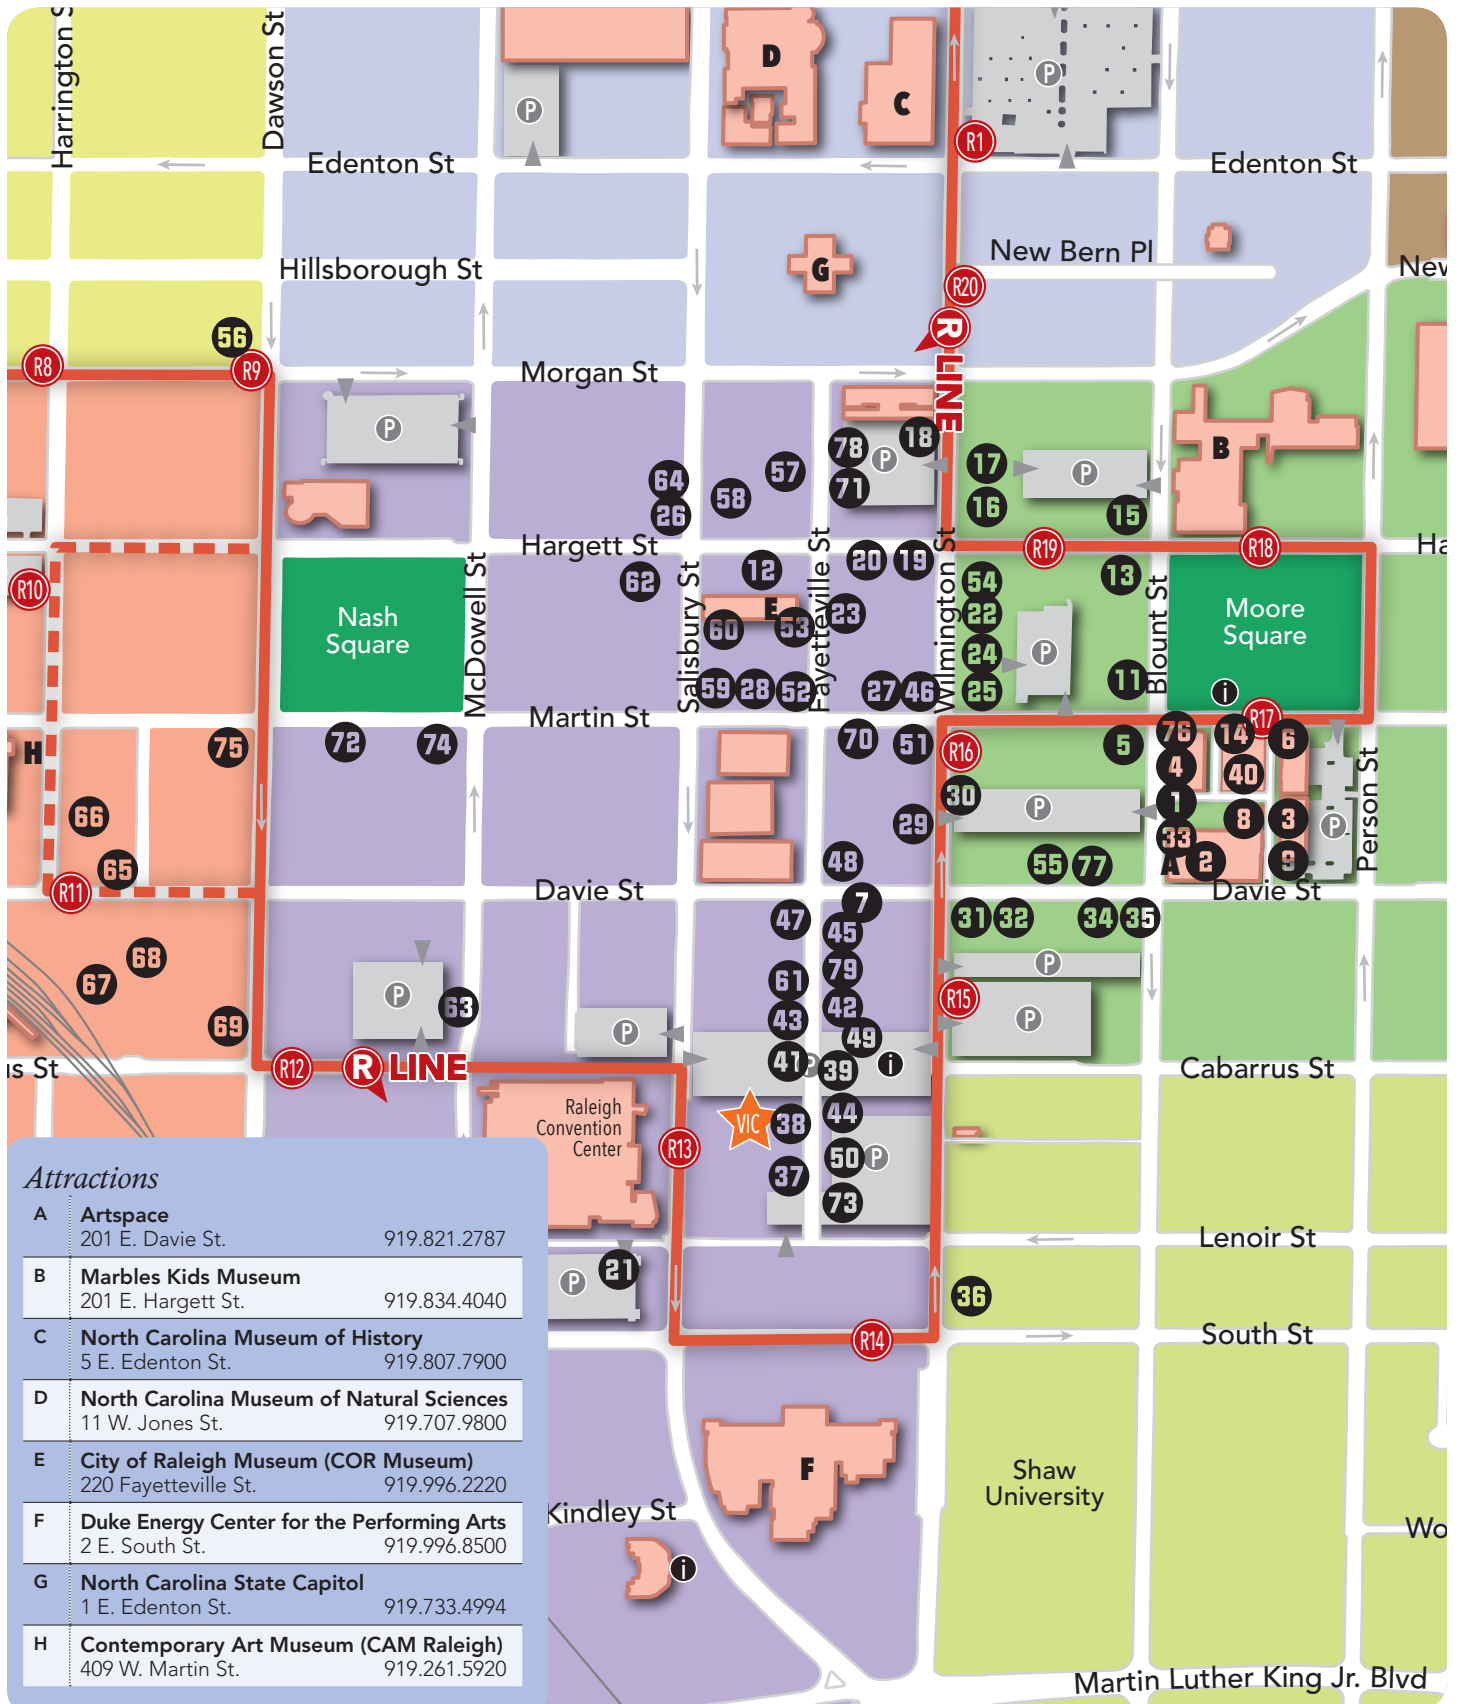 Harrington S
Dawson St
D
C
P
P
R1
Edenton St
Edenton St
New Bern Pl
G
Hillsborough St
New
R20
56
R
LINE
R8
R9
Morgan St
P
78
18
P
17
P
B
64
57
71
26
58
16
15
Hargett St
R19
R18
Ha
McDowell St
Salisbury St
Fayetteville St
Wilmington St
Blount St
R10
62
12
20
19
54
13
Nash
Square
E
60
53
23
22
P
Moore
Square
24
59
28
52
27
46
25
11
i
Martin St
R17
H
75
72
74
70
51
R16
5
76
14
6
4
40
Person St
66
30
P
1
29
8
3
P
33
65
48
55
77
A
2
9
R11
Davie St
Davie St
7
47
45
31
32
34
35
68
67
61
79
P
P
63
42
R15
69
43
P
49
P
us St
R12
R
LINE
41
P
39
i
Cabarrus St
Raleigh
Convention
Center
VIC
38
44
R13
50
P
37
73
Lenoir St
P
21
36
R14
South St
F
Shaw
University
Kindley St
i
Wo
Martin Luther King Jr. Blvd
Attractions
A Artspace
201 E. Davie St. 919.821.2787
B Marbles Kids Museum
201 E. Hargett St. 919.834.4040
C North Carolina Museum of History
5 E. Edenton St. 919.807.7900
D North Carolina Museum of Natural Sciences
11 W. Jones St. 919.707.9800
E City of Raleigh Museum (COR Museum)
220 Fayetteville St. 919.996.2220
F Duke Energy Center for the Performing Arts
2 E. South St. 919.996.8500
G North Carolina State Capitol
1 E. Edenton St. 919.733.4994
H Contemporary Art Museum (CAM Raleigh)
409 W. Martin St. 919.261.5920